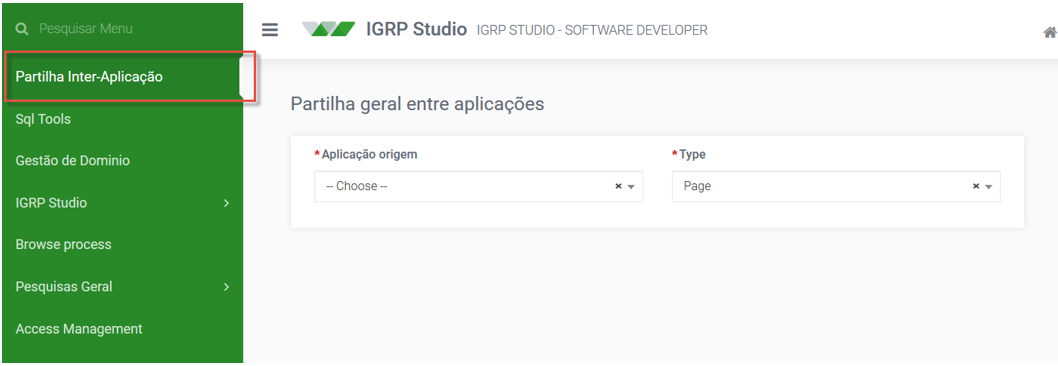 Pesquisar Menu
IGRP Studio IGRP STUDIO - SOFTWARE DEVELOPER
Partilha Inter-Aplicação
Sql Tools
Gestão de Dominio
IGRP Studio
Browse process
Pesquisas Geral
Access Management
Partilha geral entre aplicações
*Aplicação origem
-- Choose --
*Type
Page